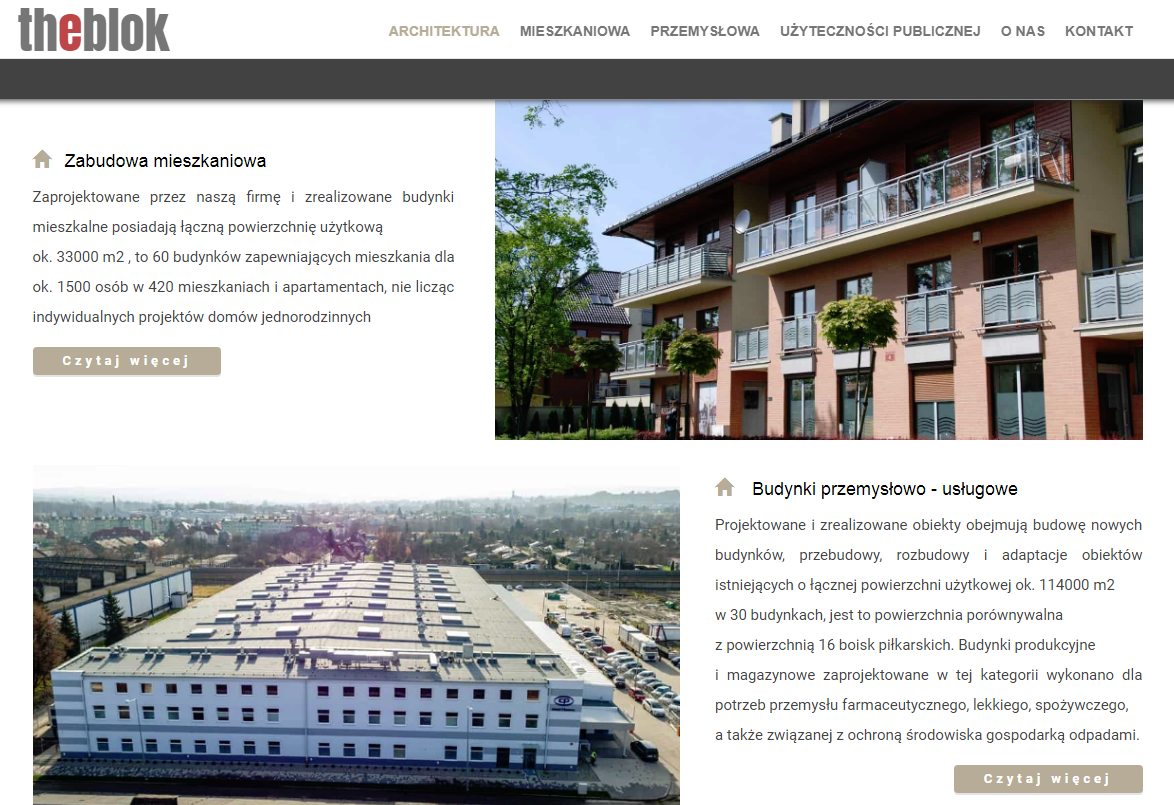 theblok
ARCHITEKTURA MIESZKANIOWA PRZEMYSŁOWA UŻYTECZNOŚCI PUBLICZNEJ O NAS KONTAKT
Zabudowa mieszkaniowa
Zaprojektowane przez naszą firmę i zrealizowane budynki
mieszkalne posiadają łączną powierzchnię użytkową
ok. 33000 m2 , to 60 budynków zapewniających mieszkania dla
ok. 1500 osób w 420 mieszkaniach i apartamentach, nie licząc
indywidualnych projektów domów jednorodzinnych
Czytaj więcej
Budynki przemysłowo - usługowe
Projektowane i zrealizowane obiekty obejmują budowę nowych
budynków, przebudowy, rozbudowy i adaptacje obiektów
istniejących o łącznej powierzchni użytkowej ok. 114000 m2
w 30 budynkach, jest to powierzchnia porównywalna
z powierzchnią 16 boisk piłkarskich. Budynki produkcyjne
i magazynowe zaprojektowane w tej kategorii wykonano dla
potrzeb przemysłu farmaceutycznego, lekkiego, spożywczego,
a także związanej z ochroną środowiska gospodarką odpadami.
Czytaj więcej